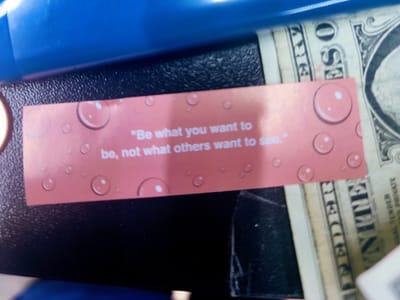 "Be what you want to
be, not what others want to see."